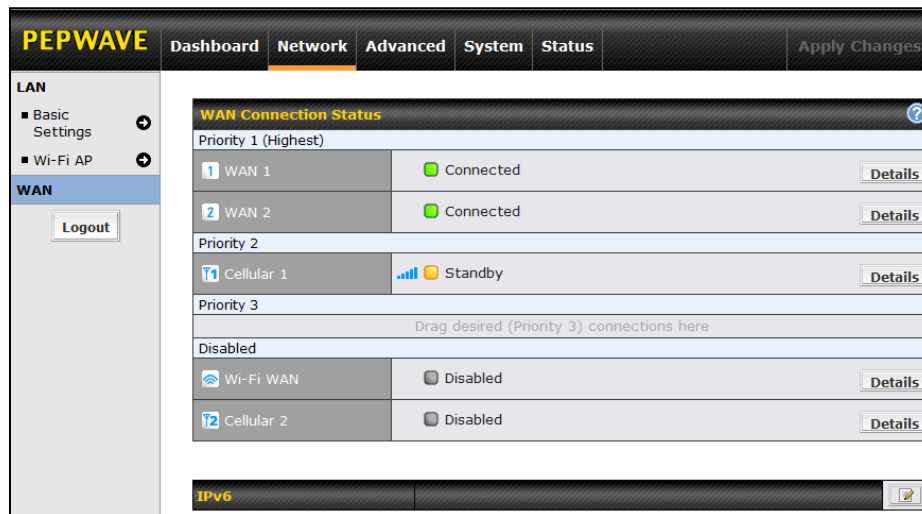 PEPWAVE
Dashboard Network Advanced System Status Apply Changes
LAN
Basic
Settings
Wi-Fi AP
WAN
Logout
WAN Connection Status ?
Priority 1 (Highest)
1 WAN 1 Connected Details
2 WAN 2 Connected Details
Priority 2
1 Cellular 1 Standby Details
Priority 3
Drag desired (Priority 3) connections here
Disabled
Wi-Fi WAN Disabled Details
2 Cellular 2 Disabled Details
IPv6